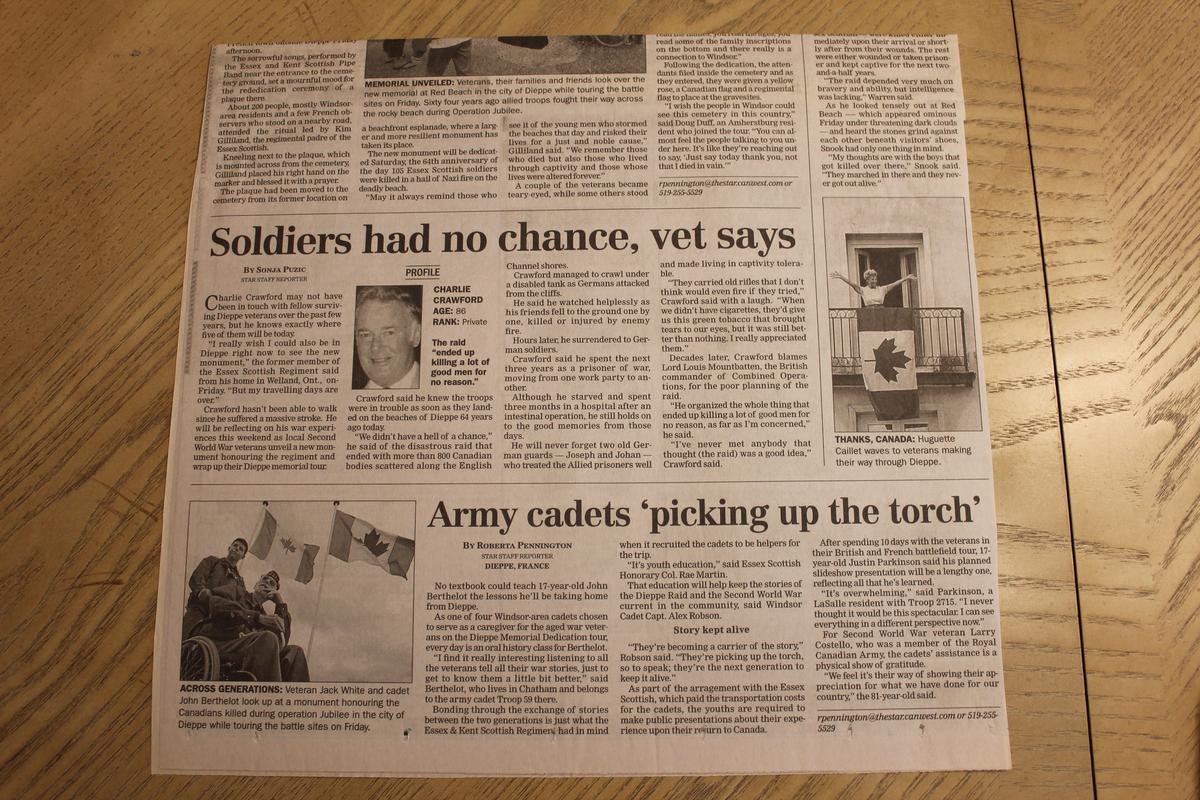 afternoon.
The sorrowful songs, performed by
the Essex and Kent Scottish Pipe
Band near the entrance to the ceme-
tery ground, set a mournful mood for
the rededication ceremony of a
plaque there.
About 200 people, mostly Windsor-
area residents and a few French ob-
servers who stood on a nearby road,
attended the ritual led by Kim
Gilliland, the regimental padre of the
Essex Scottish.
Kneeling next to the plaque, which
is mounted across from the cemetery,
Gilliland placed his right hand on the
marker and blessed it with a prayer.
The plaque had been moved to the
cemetery from its former location on
MEMORIAL UNVEILED: Veterans, their families and friends look over the
new memorial at Red Beach in the city of Dieppe while touring the battle
sites on Friday. Sixty four years ago allied troops fought their way across
the rocky beach during Operation Jubilee.
a beachfront esplanade, where a larg-
er and more resilient monument has
taken its place.
The new monument will be dedicat-
ed Saturday, the 64th anniversary of
the day 105 Essex Scottish soldiers
were killed in a hail of Nazi fire on the
deadly beach.
"May it always remind those who
see it of the young men who stormed
the beaches that day and risked their
lives for a just and noble cause,"
Gilliland said. "We remember those
who died but also those who lived
through captivity and those whose
lives were altered forever."
A couple of the veterans became
teary-eyed, while some others stood
read some of the family inscriptions
on the bottom and there really is a
connection to Windsor."
Following the dedication, the atten-
dants filed inside the cemetery and as
they entered, they were given a yellow
rose, a Canadian flag and a regimental
flag to place at the gravesites.
"I wish the people in Windsor could
see this cemetery in this country,"
said Doug Duff, an Amherstburg resi-
dent who joined the tour. "You can al-
most feel the people talking to you un-
der here. It's like they're reaching out
to say, 'Just say today thank you, not
that I died in vain.'"
rpennington@thestar.canwest.com or
519-255-5529
mediately upon their arrival or short-
ly after from their wounds. The rest
were either wounded or taken prison-
er and kept captive for the next two-
and-a-half years.
"The raid depended very much on
bravery and ability, but intelligence
was lacking," Warren said.
As he looked tensely out at Red
Beach — which appeared ominous
Friday under threatening dark clouds
— and heard the stones grind against
each other beneath visitors' shoes,
Snook had only one thing in mind.
"My thoughts are with the boys that
got killed over there," Snook said.
"They marched in there and they nev-
er got out alive."
Soldiers had no chance, vet says
BY SONJA PUZIC
STAR STAFF REPORTER
Charlie Crawford may not have
been in touch with fellow surviv-
ing Dieppe veterans over the past few
years, but he knows exactly where
five of them will be today.
"I really wish I could also be in
Dieppe right now to see the new
monument," the former member of
the Essex Scottish Regiment said
from his home in Welland, Ont., on-
Friday. "But my travelling days are
over."
Crawford hasn't been able to walk
since he suffered a massive stroke. He
will be reflecting on his war experi-
ences this weekend as local Second
World War veterans unveil a new mon-
ument honouring the regiment and
wrap up their Dieppe memorial tour.
PROFILE
CHARLIE
CRAWFORD
AGE: 86
RANK: Private
The raid
"ended up
killing a lot of
good men for
no reason."
Crawford said he knew the troops
were in trouble as soon as they land-
ed on the beaches of Dieppe 64 years
ago today.
"We didn't have a hell of a chance,"
he said of the disastrous raid that
ended with more than 800 Canadian
bodies scattered along the English
Channel shores.
Crawford managed to crawl under
a disabled tank as Germans attacked
from the cliffs.
He said he watched helplessly as
his friends fell to the ground one by
one, killed or injured by enemy
fire.
Hours later, he surrendered to Ger-
man soldiers.
Crawford said he spent the next
three years as a prisoner of war,
moving from one work party to an-
other.
Although he starved and spent
three months in a hospital after an
intestinal operation, he still holds on
to the good memories from those
days.
He will never forget two old Ger-
man guards — Joseph and Johan —
who treated the Allied prisoners well
and made living in captivity tolera-
ble.
"They carried old rifles that I don't
think would even fire if they tried,"
Crawford said with a laugh. "When
we didn't have cigarettes, they'd give
us this green tobacco that brought
tears to our eyes, but it was still bet-
ter than nothing. I really appreciated
them."
Decades later, Crawford blames
Lord Louis Mountbatten, the British
commander of Combined Opera-
tions, for the poor planning of the
raid.
"He organized the whole thing that
ended up killing a lot of good men for
no reason, as far as I'm concerned,"
he said.
"I've never met anybody that
thought (the raid) was a good idea,"
Crawford said.
THANKS, CANADA: Huguette
Caillet waves to veterans making
their way through Dieppe.
ACROSS GENERATIONS: Veteran Jack White and cadet
John Berthelot look up at a monument honouring the
Canadians killed during operation Jubilee in the city of
Dieppe while touring the battle sites on Friday.
Army cadets 'picking up the torch'
BY ROBERTA PENNINGTON
STAR STAFF REPORTER
DIEPPE, FRANCE
No textbook could teach 17-year-old John
Berthelot the lessons he'll be taking home
from Dieppe.
As one of four Windsor-area cadets chosen
to serve as a caregiver for the aged war veter-
ans on the Dieppe Memorial Dedication tour,
every day is an oral history class for Berthelot.
"I find it really interesting listening to all
the veterans tell all their war stories, just to
get to know them a little bit better," said
Berthelot, who lives in Chatham and belongs
to the army cadet Troop 59 there.
Bonding through the exchange of stories
between the two generations is just what the
Essex & Kent Scottish Regiment had in mind
when it recruited the cadets to be helpers for
the trip.
"It's youth education," said Essex Scottish
Honorary Col. Rae Martin.
That education will help keep the stories of
the Dieppe Raid and the Second World War
current in the community, said Windsor
Cadet Capt. Alex Robson.
Story kept alive
"They're becoming a carrier of the story,"
Robson said. "They're picking up the torch,
so to speak; they're the next generation to
keep it alive."
As part of the arragement with the Essex
Scottish, which paid the transportation costs
for the cadets, the youths are required to
make public presentations about their expe-
rience upon their return to Canada.
After spending 10 days with the veterans in
their British and French battlefield tour, 17-
year-old Justin Parkinson said his planned
slideshow presentation will be a lengthy one,
reflecting all that he's learned.
"It's overwhelming," said Parkinson, a
LaSalle resident with Troop 2715. "I never
thought it would be this spectacular. I can see
everything in a different perspective now."
For Second World War veteran Larry
Costello, who was a member of the Royal
Canadian Army, the cadets' assistance is a
physical show of gratitude.
"We feel it's their way of showing their ap-
preciation for what we have done for our
country," the 81-year-old said.
rpennington@thestar.canwest.com or 519-255-
5529